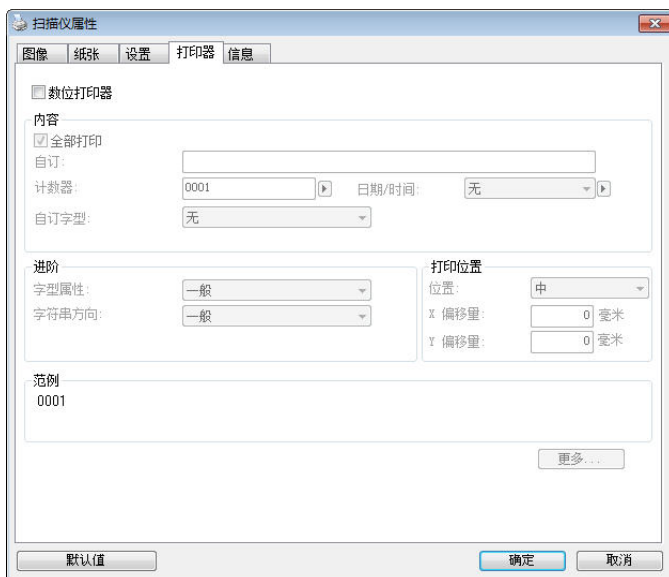 扫描仪属性
图像 纸张 设置 打印器 信息
数位打印器
内容
全部打印
自订:
计数器: 0001 日期/时间: 无
自订字型: 无
进阶 打印位置
字型属性: 一般 位置: 中
字符串方向: 一般 X 偏移量: 0 毫米
Y 偏移量: 0 毫米
范例
0001
更多...
默认值 确定 取消